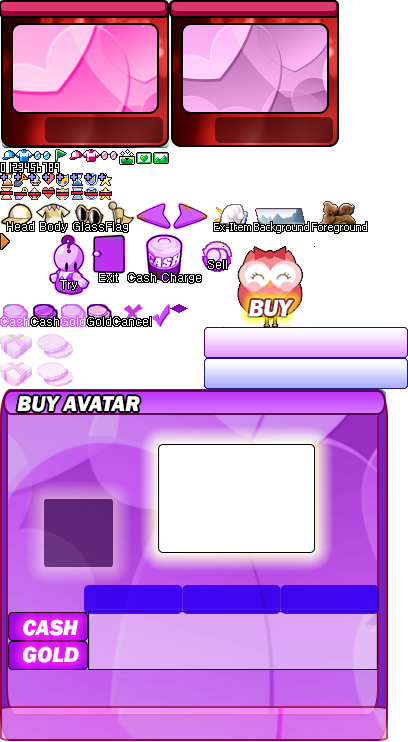 0123456789
Head Body Glass Flag Ex-Item Background Foreground
CASH
Try Exit Cash Charge Sell
BUY
Cash Cash Gold Gold Cancel
BUY AVATAR
CASH
GOLD